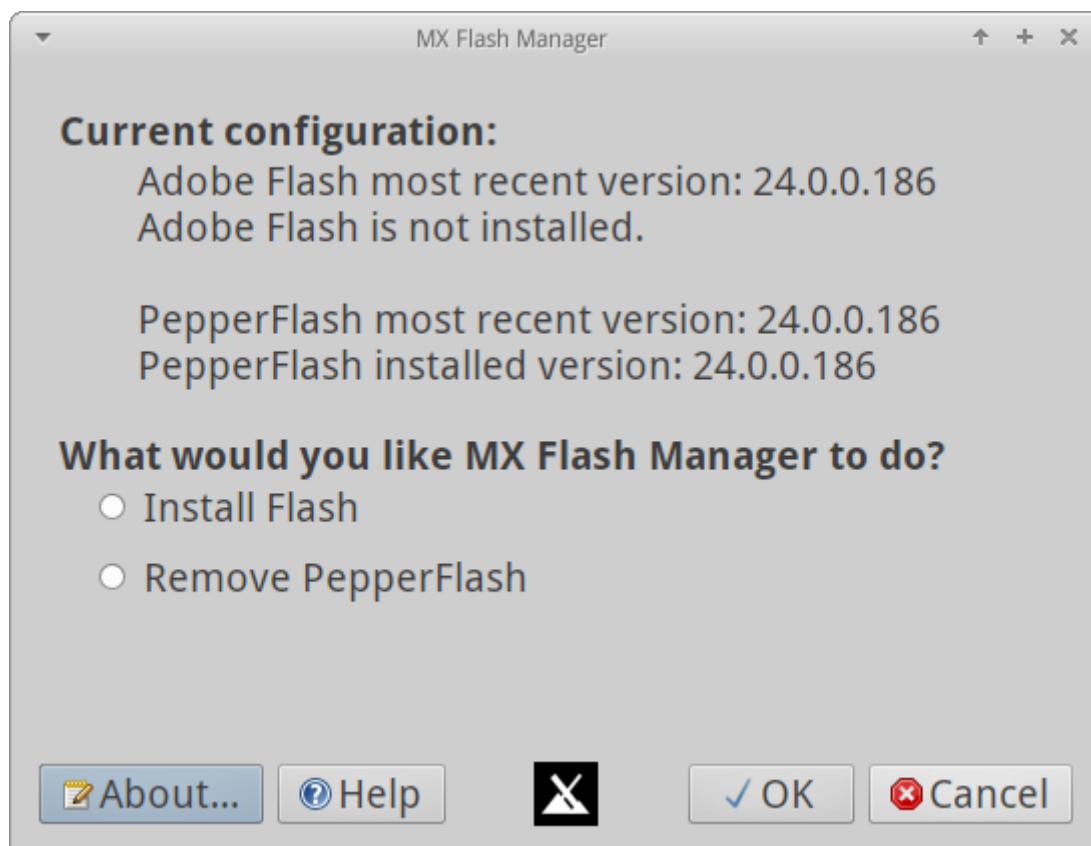 MX Flash Manager
Current configuration:
Adobe Flash most recent version: 24.0.0.186
Adobe Flash is not installed.
PepperFlash most recent version: 24.0.0.186
PepperFlash installed version: 24.0.0.186
What would you like MX Flash Manager to do?
Install Flash
Remove PepperFlash
About... Help OK Cancel